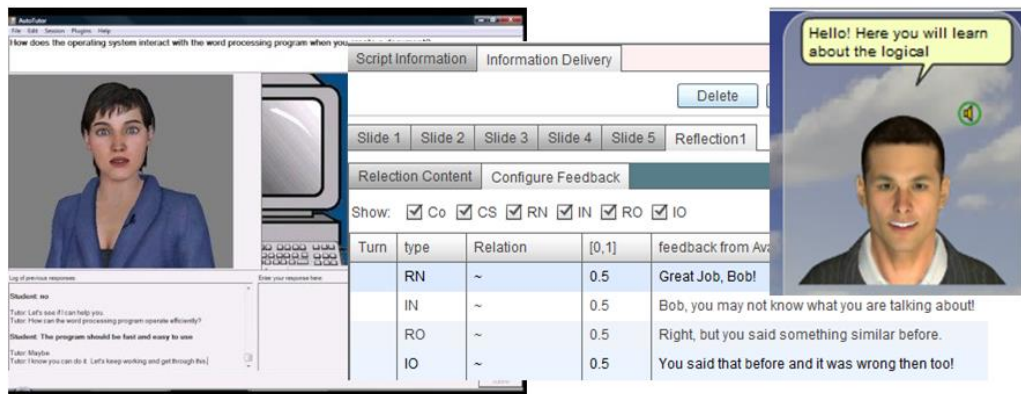 AutoTutor
File Edit Session Plugins Help
How does the operating system interact with the word processing program when you
Log of previous responses
Student: no
Tutor: Let's see if I can help you.
Tutor: How can the word processing program operate efficiently?
Student: The program should be fast and easy to use
Tutor: Maybe.
Tutor: I know you can do it. Let's keep working and get through this.
Enter your response here:
Script Information Information Delivery
Delete
Slide 1 Slide 2 Slide 3 Slide 4 Slide 5 Reflection1
Relection Content Configure Feedback
Show: Co CS RN IN RO IO
Turn type Relation [0,1] feedback from Ava
RN ~ 0.5 Great Job, Bob!
IN ~ 0.5 Bob, you may not know what you are talking about!
RO ~ 0.5 Right, but you said something similar before.
IO ~ 0.5 You said that before and it was wrong then too!
Hello! Here you will learn
about the logical